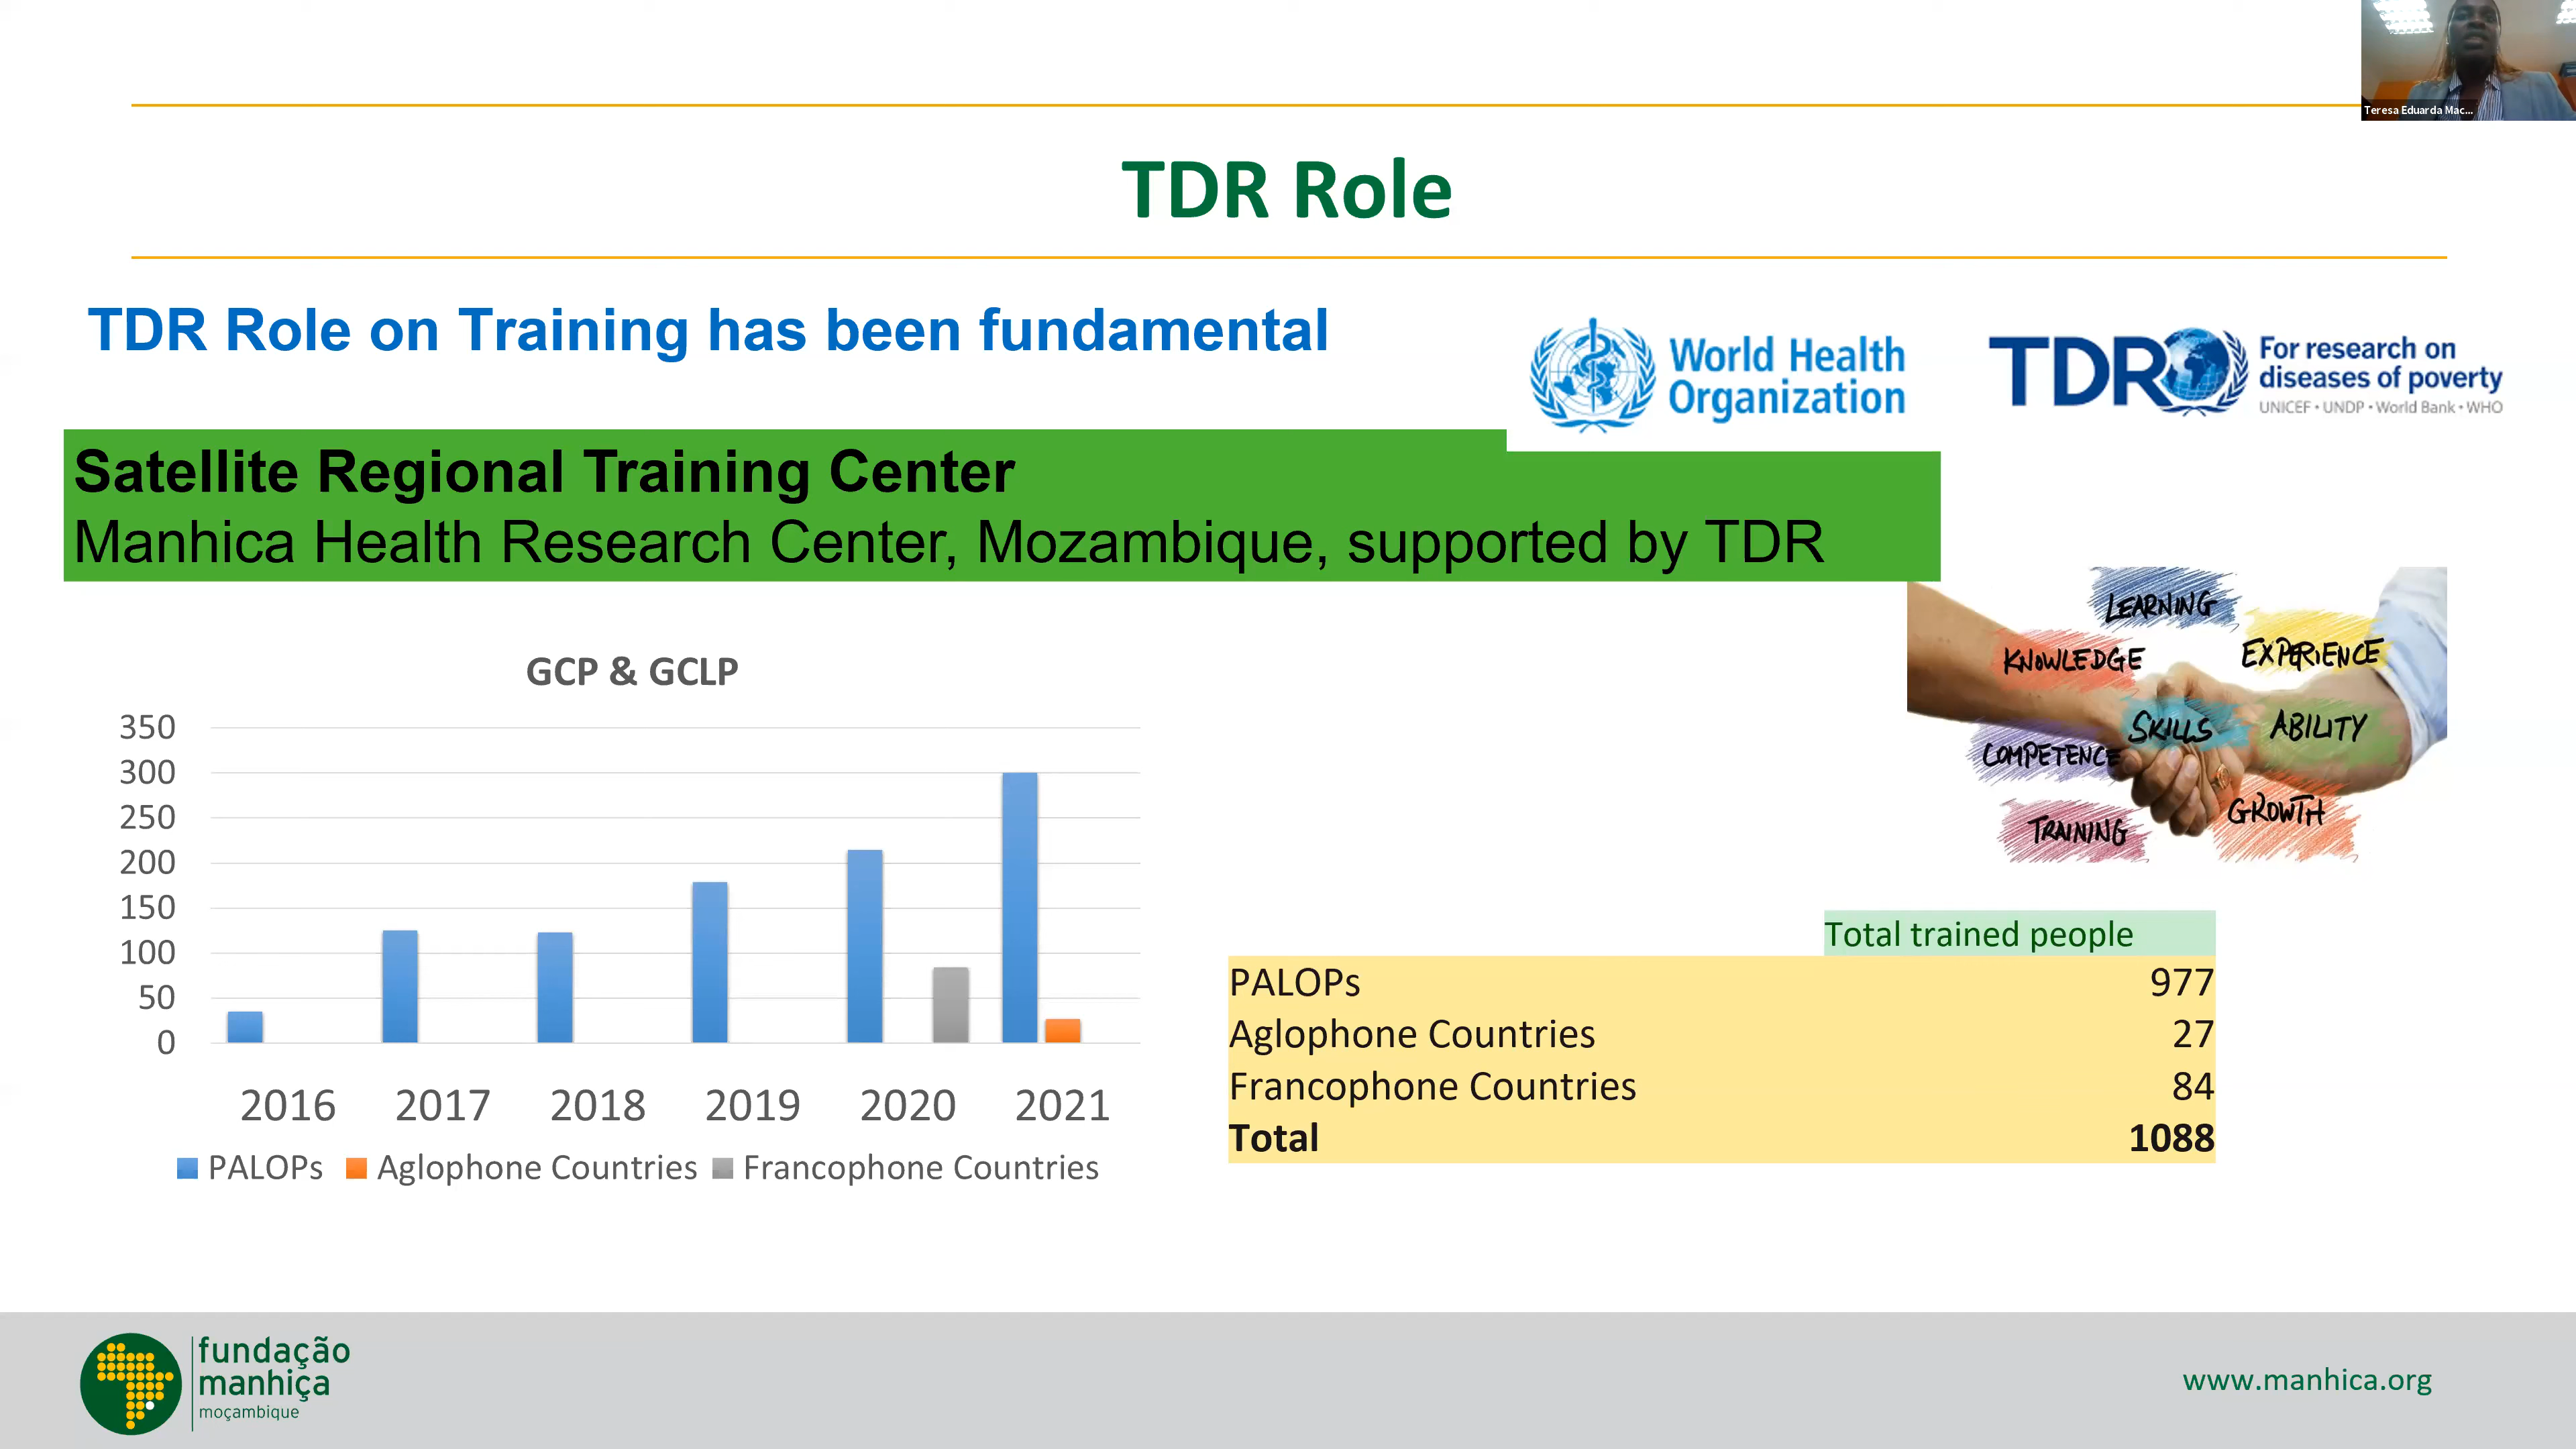 Teresa Eduarda Mac...
TDR Role
TDR Role on Training has been fundamental
World Health
Organization
TDR
For research on
diseases of poverty
UNICEF • UNDP • World Bank • WHO
Satellite Regional Training Center
Manhica Health Research Center, Mozambique, supported by TDR
LEARNING
KNOWLEDGE
EXPERIENCE
SKILLS
ABILITY
COMPETENCE
GROWTH
TRAINING
GCP & GCLP
350
300
250
200
150
100
50
0
2016 2017 2018 2019 2020 2021
PALOPs Aglophone Countries Francophone Countries
Total trained people
PALOPs 977
Aglophone Countries 27
Francophone Countries 84
Total 1088
fundação
manhiça
moçambique
www.manhica.org